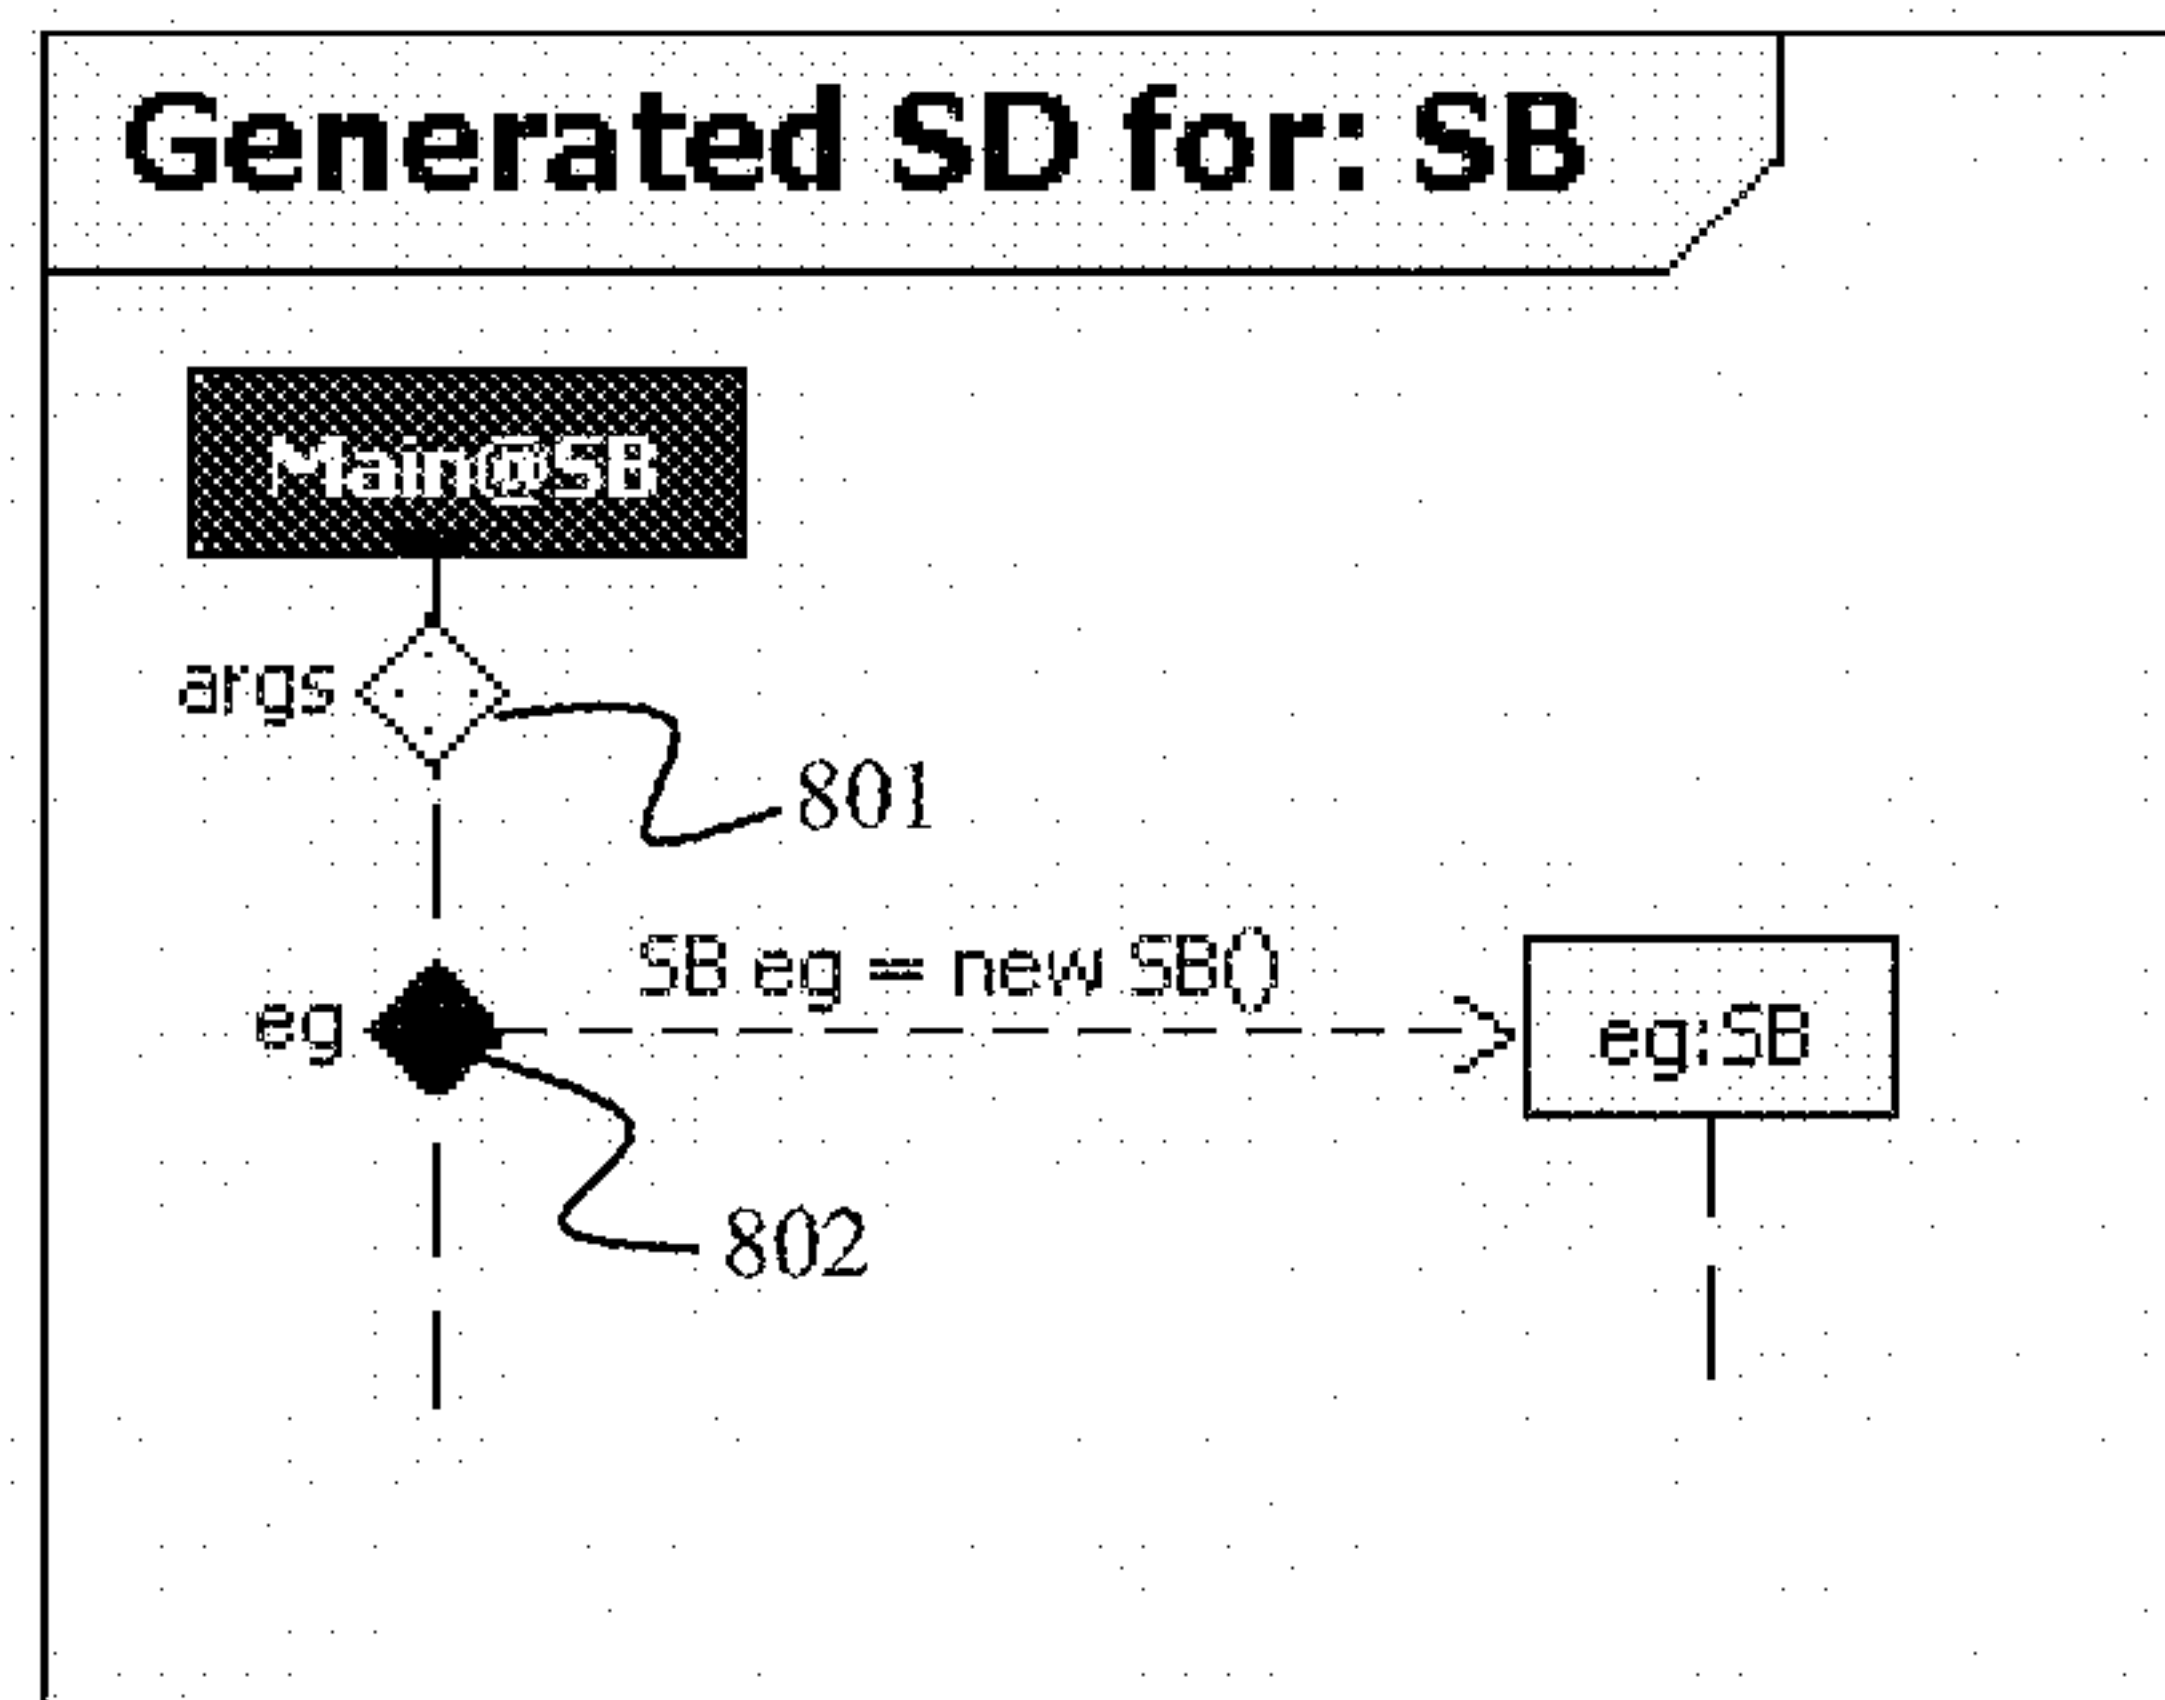 Generated SD for: SB
Main@SB
args
801
SB eg = new SB()
eg
eg:SB
802